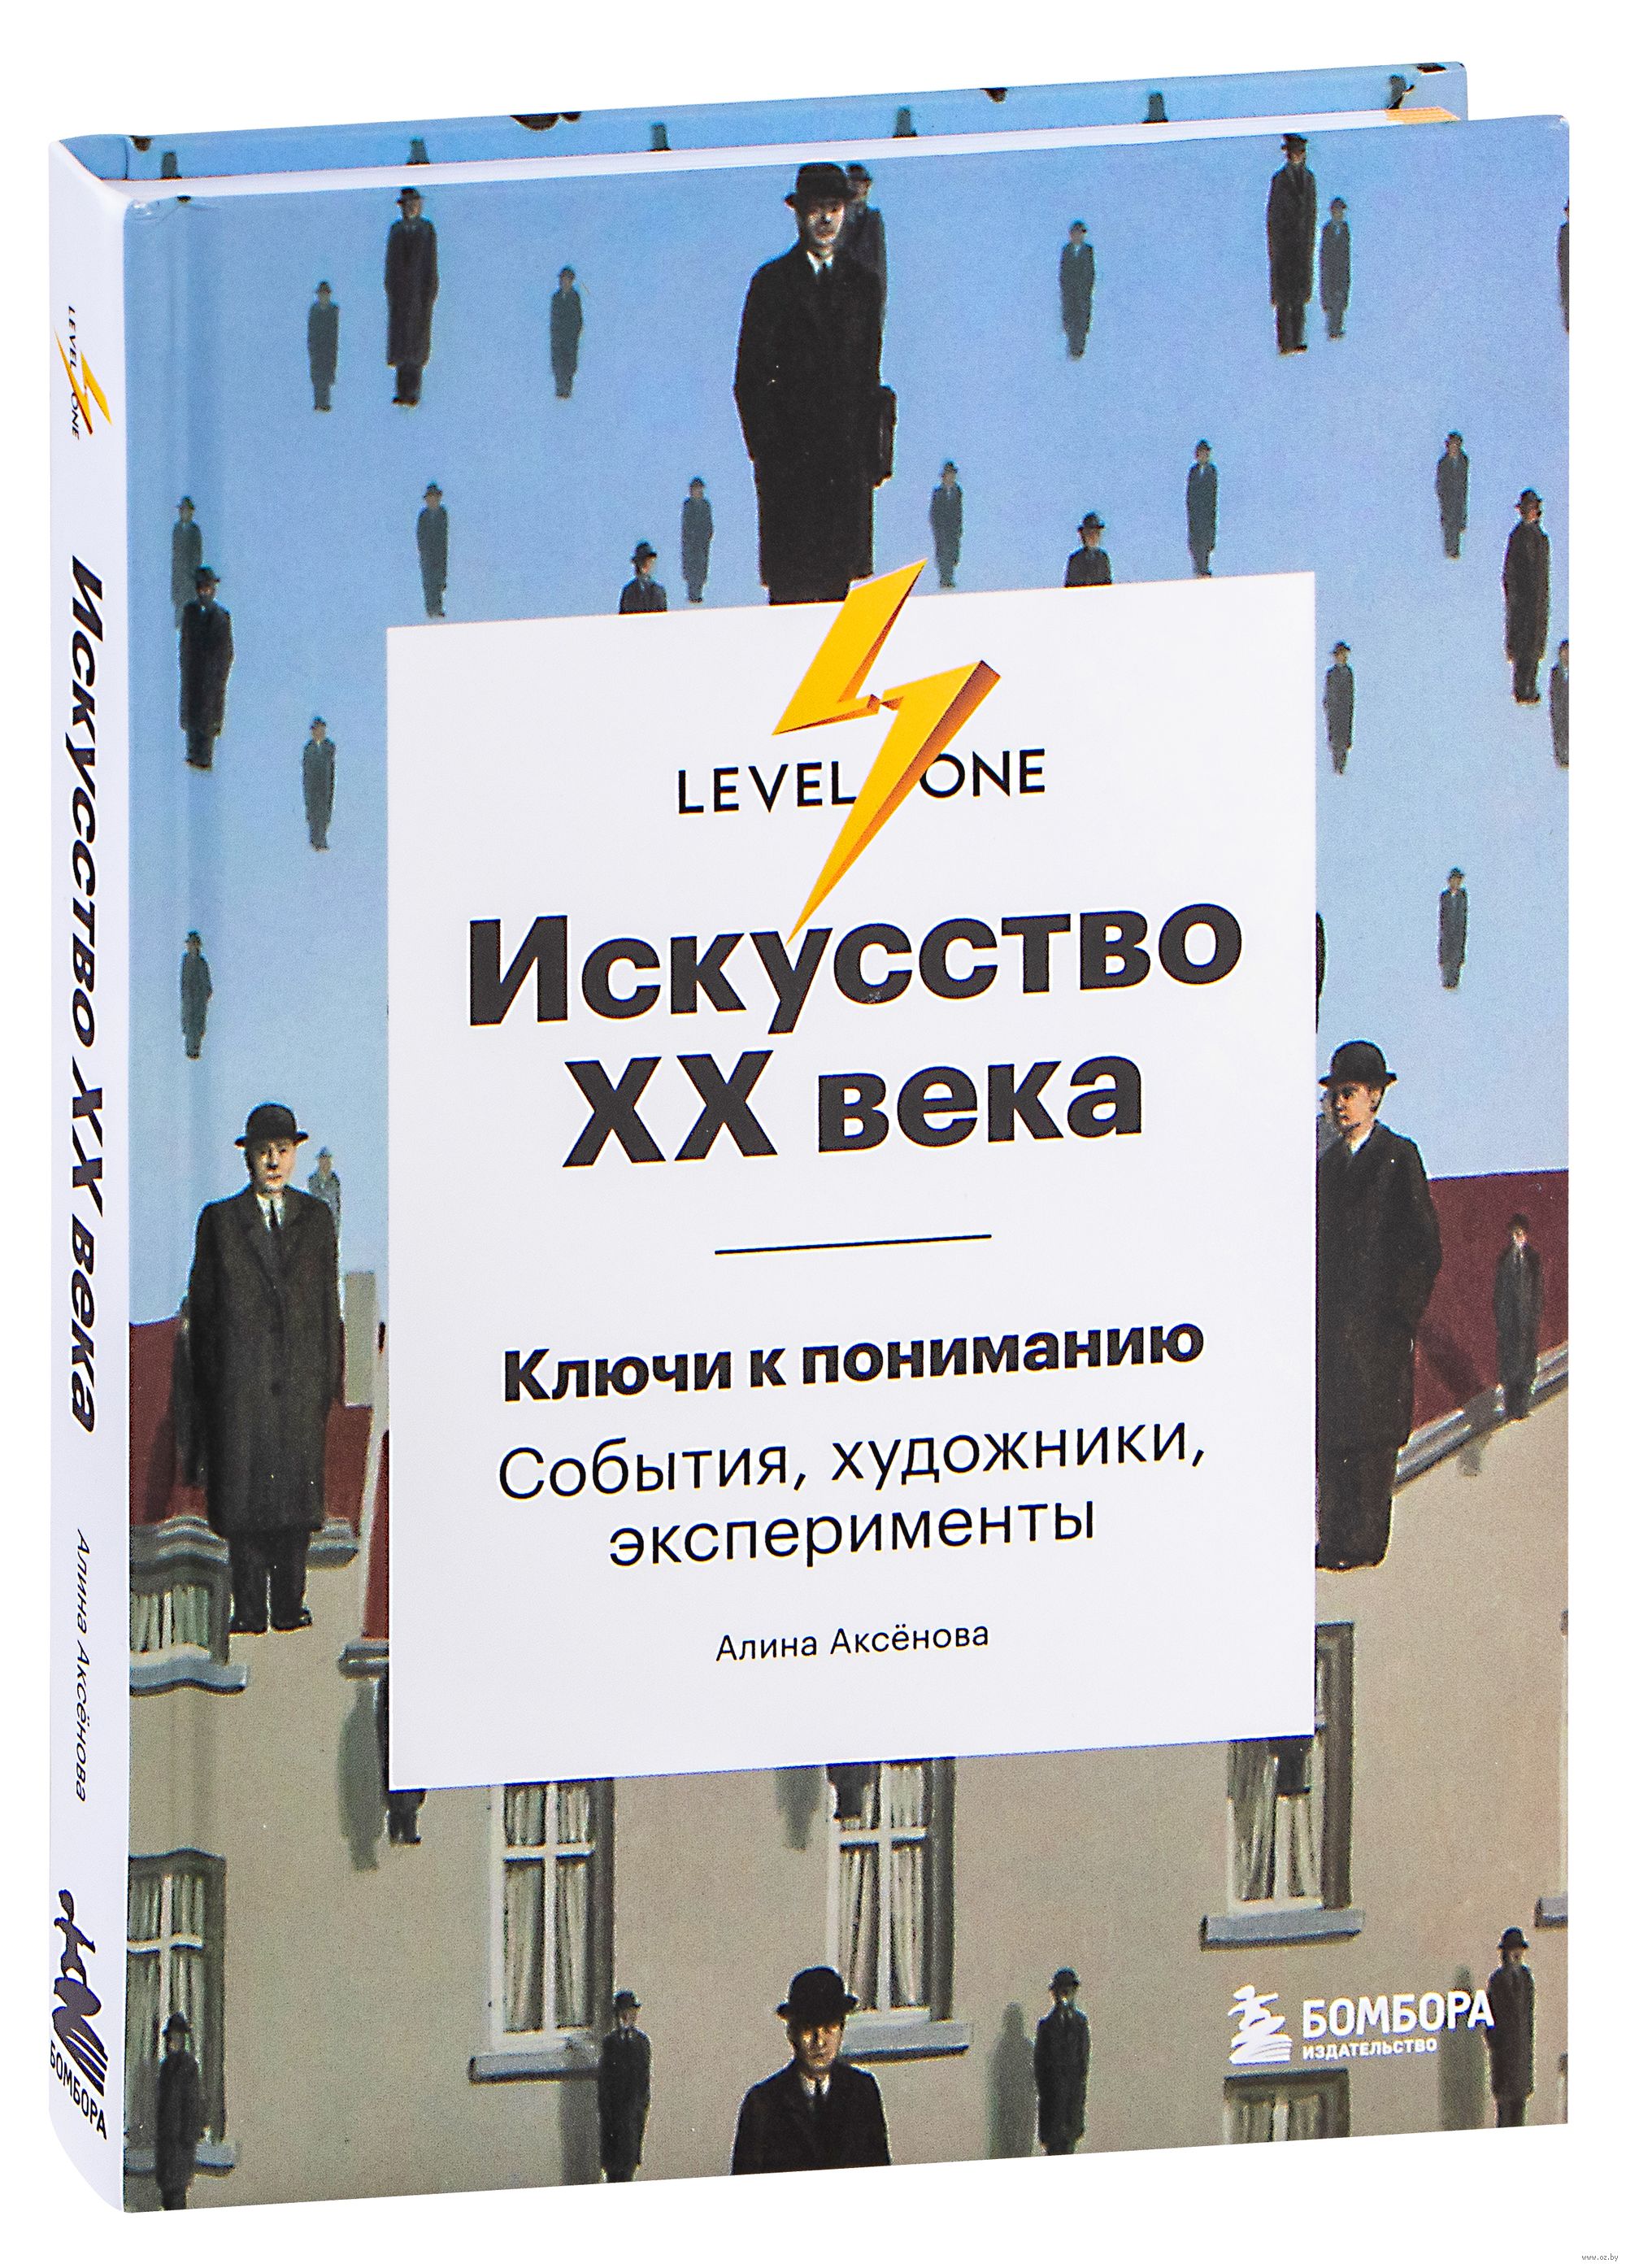 LEVEL ONE
Искусство XX века
Алина Аксёнова
БОМБОРА
LEVEL ONE
Искусство
XX века
Ключи к пониманию
События, художники,
эксперименты
Алина Аксёнова
БОМБОРА
ИЗДАТЕЛЬСТВО
www.oz.by